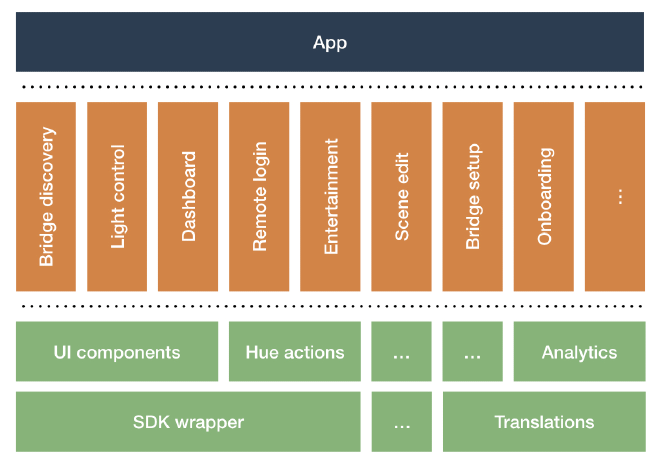 App
Bridge discovery
Light control
Dashboard
Remote login
Entertainment
Scene edit
Bridge setup
Onboarding
...
UI components
Hue actions
...
...
Analytics
SDK wrapper
...
Translations